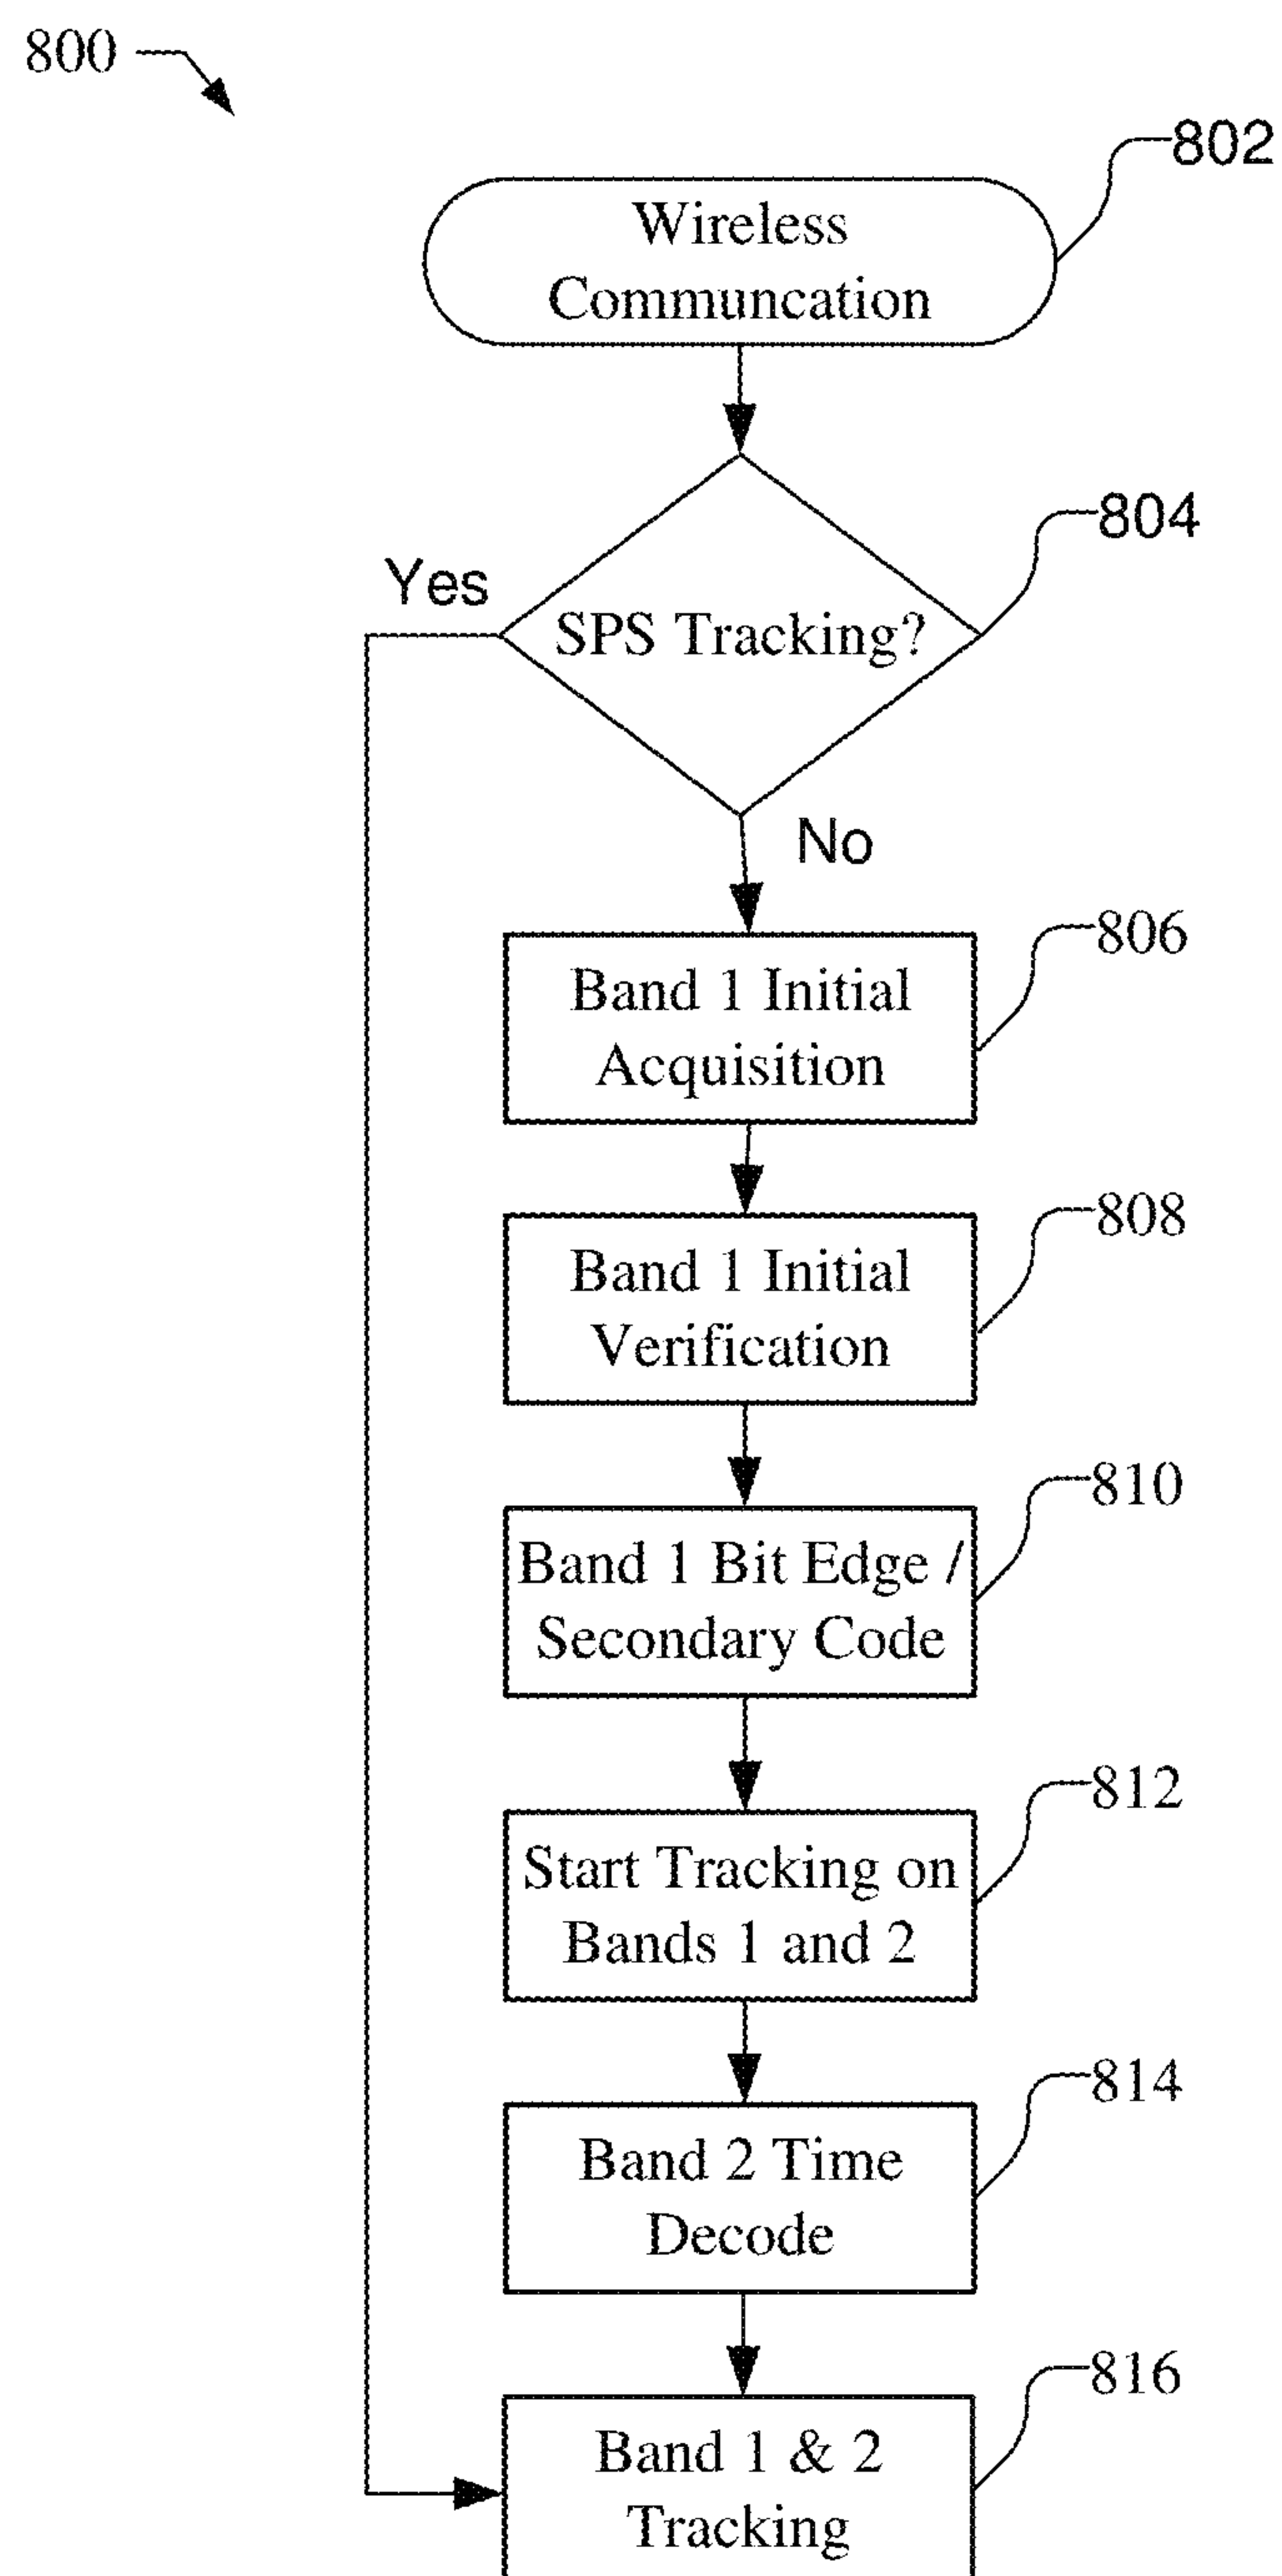 800
802
Wireless
Communcation
804
Yes
SPS Tracking?
No
806
Band 1 Initial
Acquisition
808
Band 1 Initial
Verification
810
Band 1 Bit Edge /
Secondary Code
812
Start Tracking on
Bands 1 and 2
814
Band 2 Time
Decode
816
Band 1 & 2
Tracking